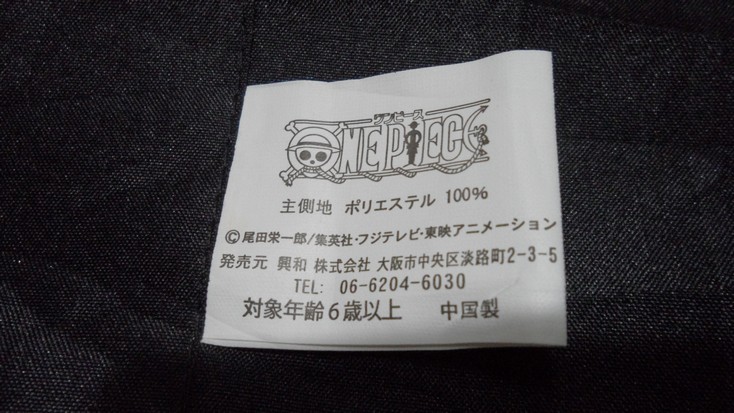 ワンピース
ONE PIECE
主側地 ポリエステル 100%
©尾田栄一郎/集英社・フジテレビ・東映アニメーション
発売元 興和 株式会社 大阪市中央区淡路町2-3-5
TEL: 06-6204-6030
対象年齢6歳以上 中国製